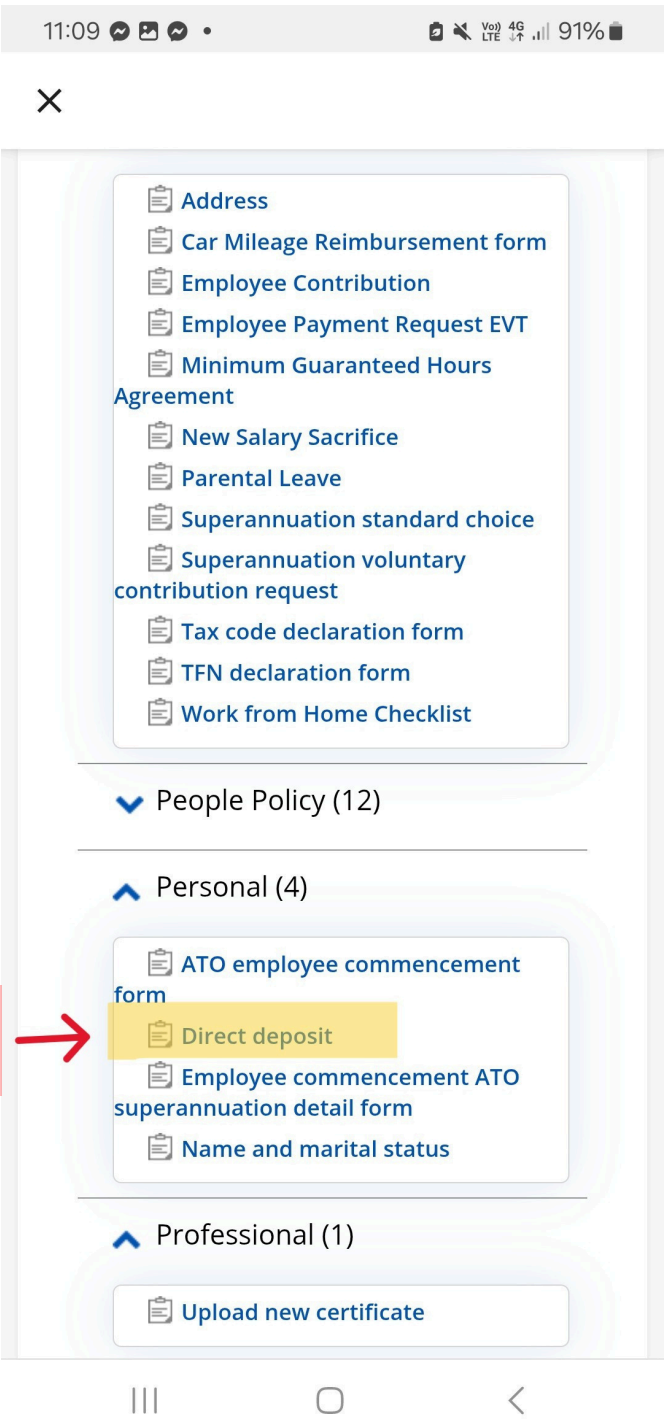 11:09
Vo)) LTE 4G 91%
Address
Car Mileage Reimbursement form
Employee Contribution
Employee Payment Request EVT
Minimum Guaranteed Hours
Agreement
New Salary Sacrifice
Parental Leave
Superannuation standard choice
Superannuation voluntary
contribution request
Tax code declaration form
TFN declaration form
Work from Home Checklist
People Policy (12)
Personal (4)
ATO employee commencement
form
Direct deposit
Employee commencement ATO
superannuation detail form
Name and marital status
Professional (1)
Upload new certificate